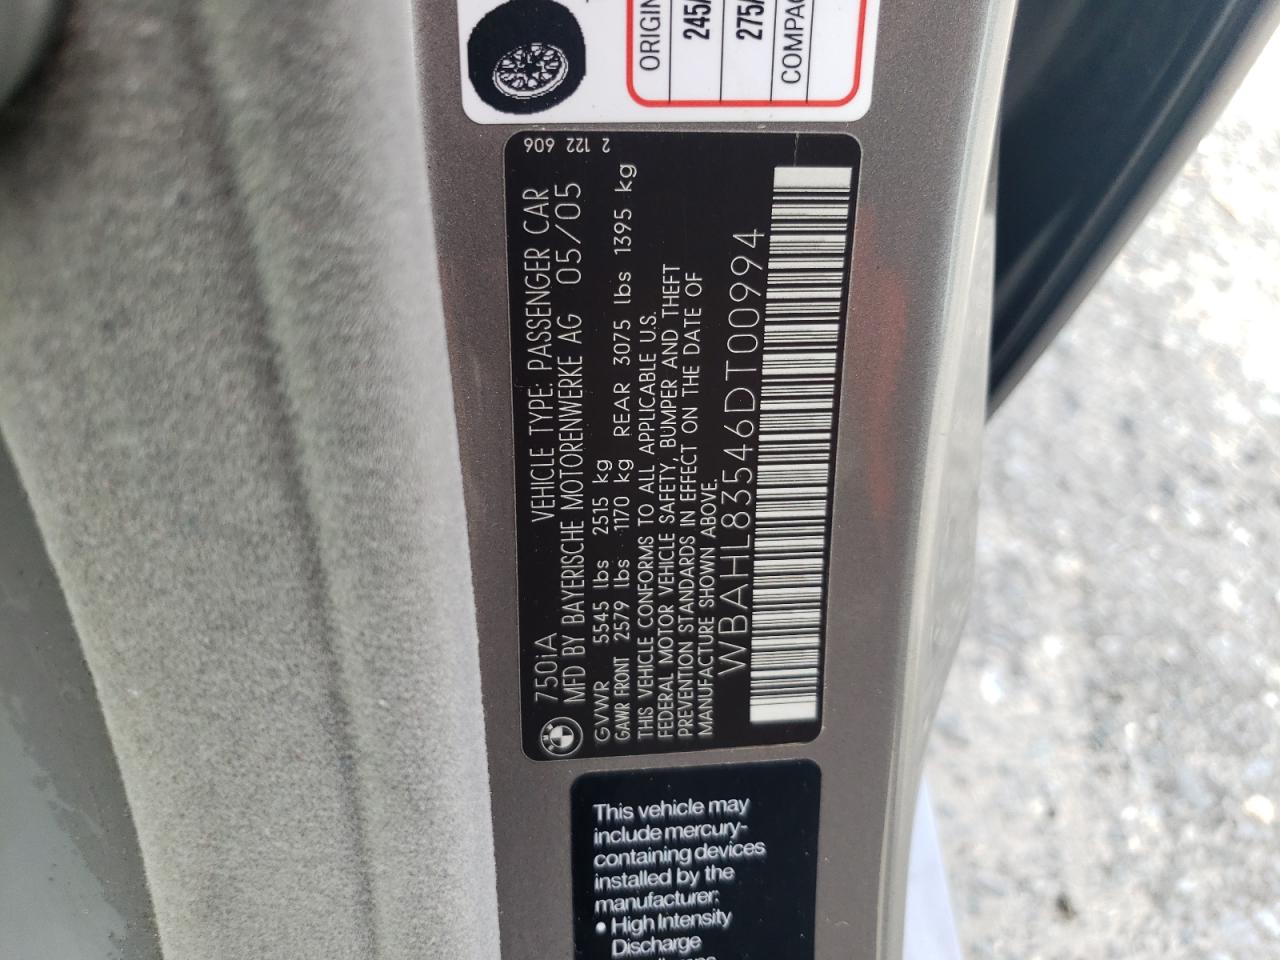 ORIGIN
245/
275/
COMPAC
2 122 606
750iA VEHICLE TYPE: PASSENGER CAR
MFD BY BAYERISCHE MOTORENWERKE AG 05/05
GVWR 5545 lbs 2515 kg
GAWR FRONT 2579 lbs 1170 kg REAR 3075 lbs 1395 kg
THIS VEHICLE CONFORMS TO ALL APPLICABLE U.S.
FEDERAL MOTOR VEHICLE SAFETY, BUMPER AND THEFT
PREVENTION STANDARDS IN EFFECT ON THE DATE OF
MANUFACTURE SHOWN ABOVE.
WBAHL83546DT00994
This vehicle may
include mercury-
containing devices
installed by the
manufacturer:
• High Intensity
Discharge